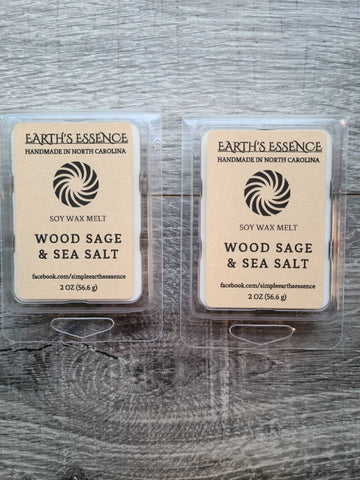 EARTH'S ESSENCE
HANDMADE IN NORTH CAROLINA
SOY WAX MELT
WOOD SAGE
& SEA SALT
facebook.com/simpleearthsessence
2 OZ (56.6 g)
EARTH'S ESSENCE
HANDMADE IN NORTH CAROLINA
SOY WAX MELT
WOOD SAGE
& SEA SALT
facebook.com/simpleearthsessence
2 OZ (56.6 g)